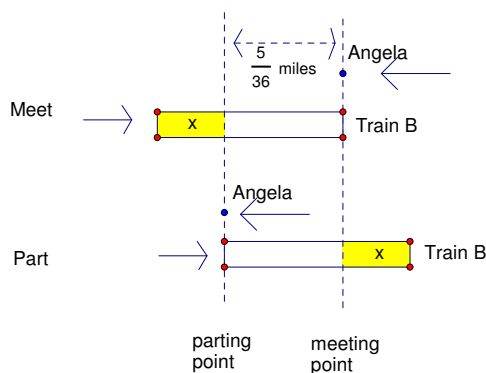 Angela
5
36 miles
Meet
x
Train B
Angela
Part
x
Train B
parting
point
meeting
point